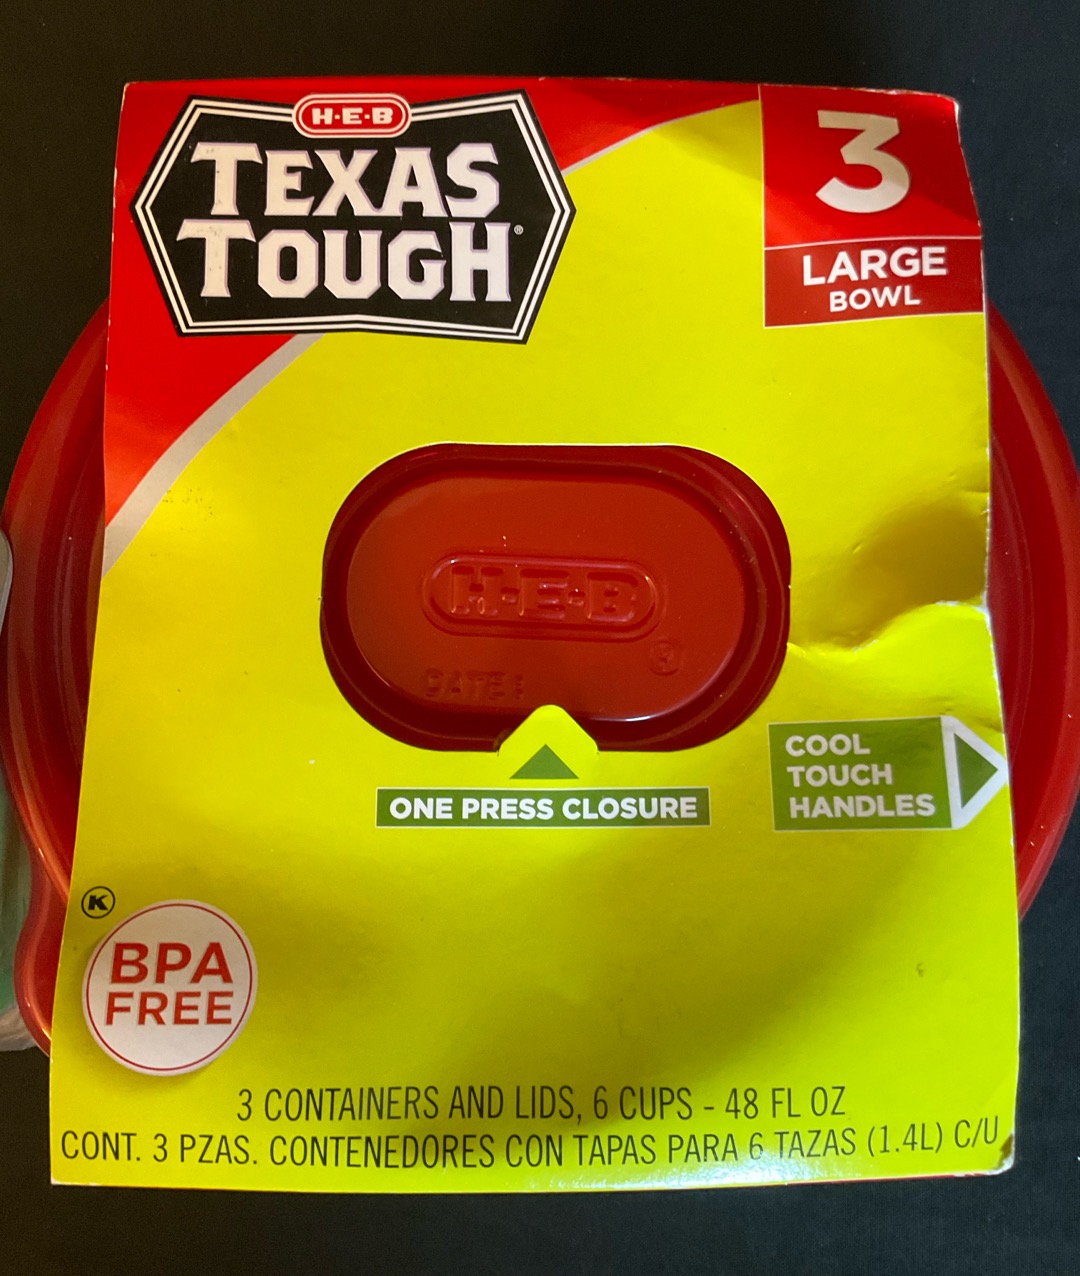 H-E-B
TEXAS
TOUGH®
3
LARGE
BOWL
H-E-B
®
DATE:
ONE PRESS CLOSURE
COOL
TOUCH
HANDLES
K
BPA
FREE
3 CONTAINERS AND LIDS, 6 CUPS - 48 FL OZ
CONT. 3 PZAS. CONTENEDORES CON TAPAS PARA 6 TAZAS (1.4L) C/U